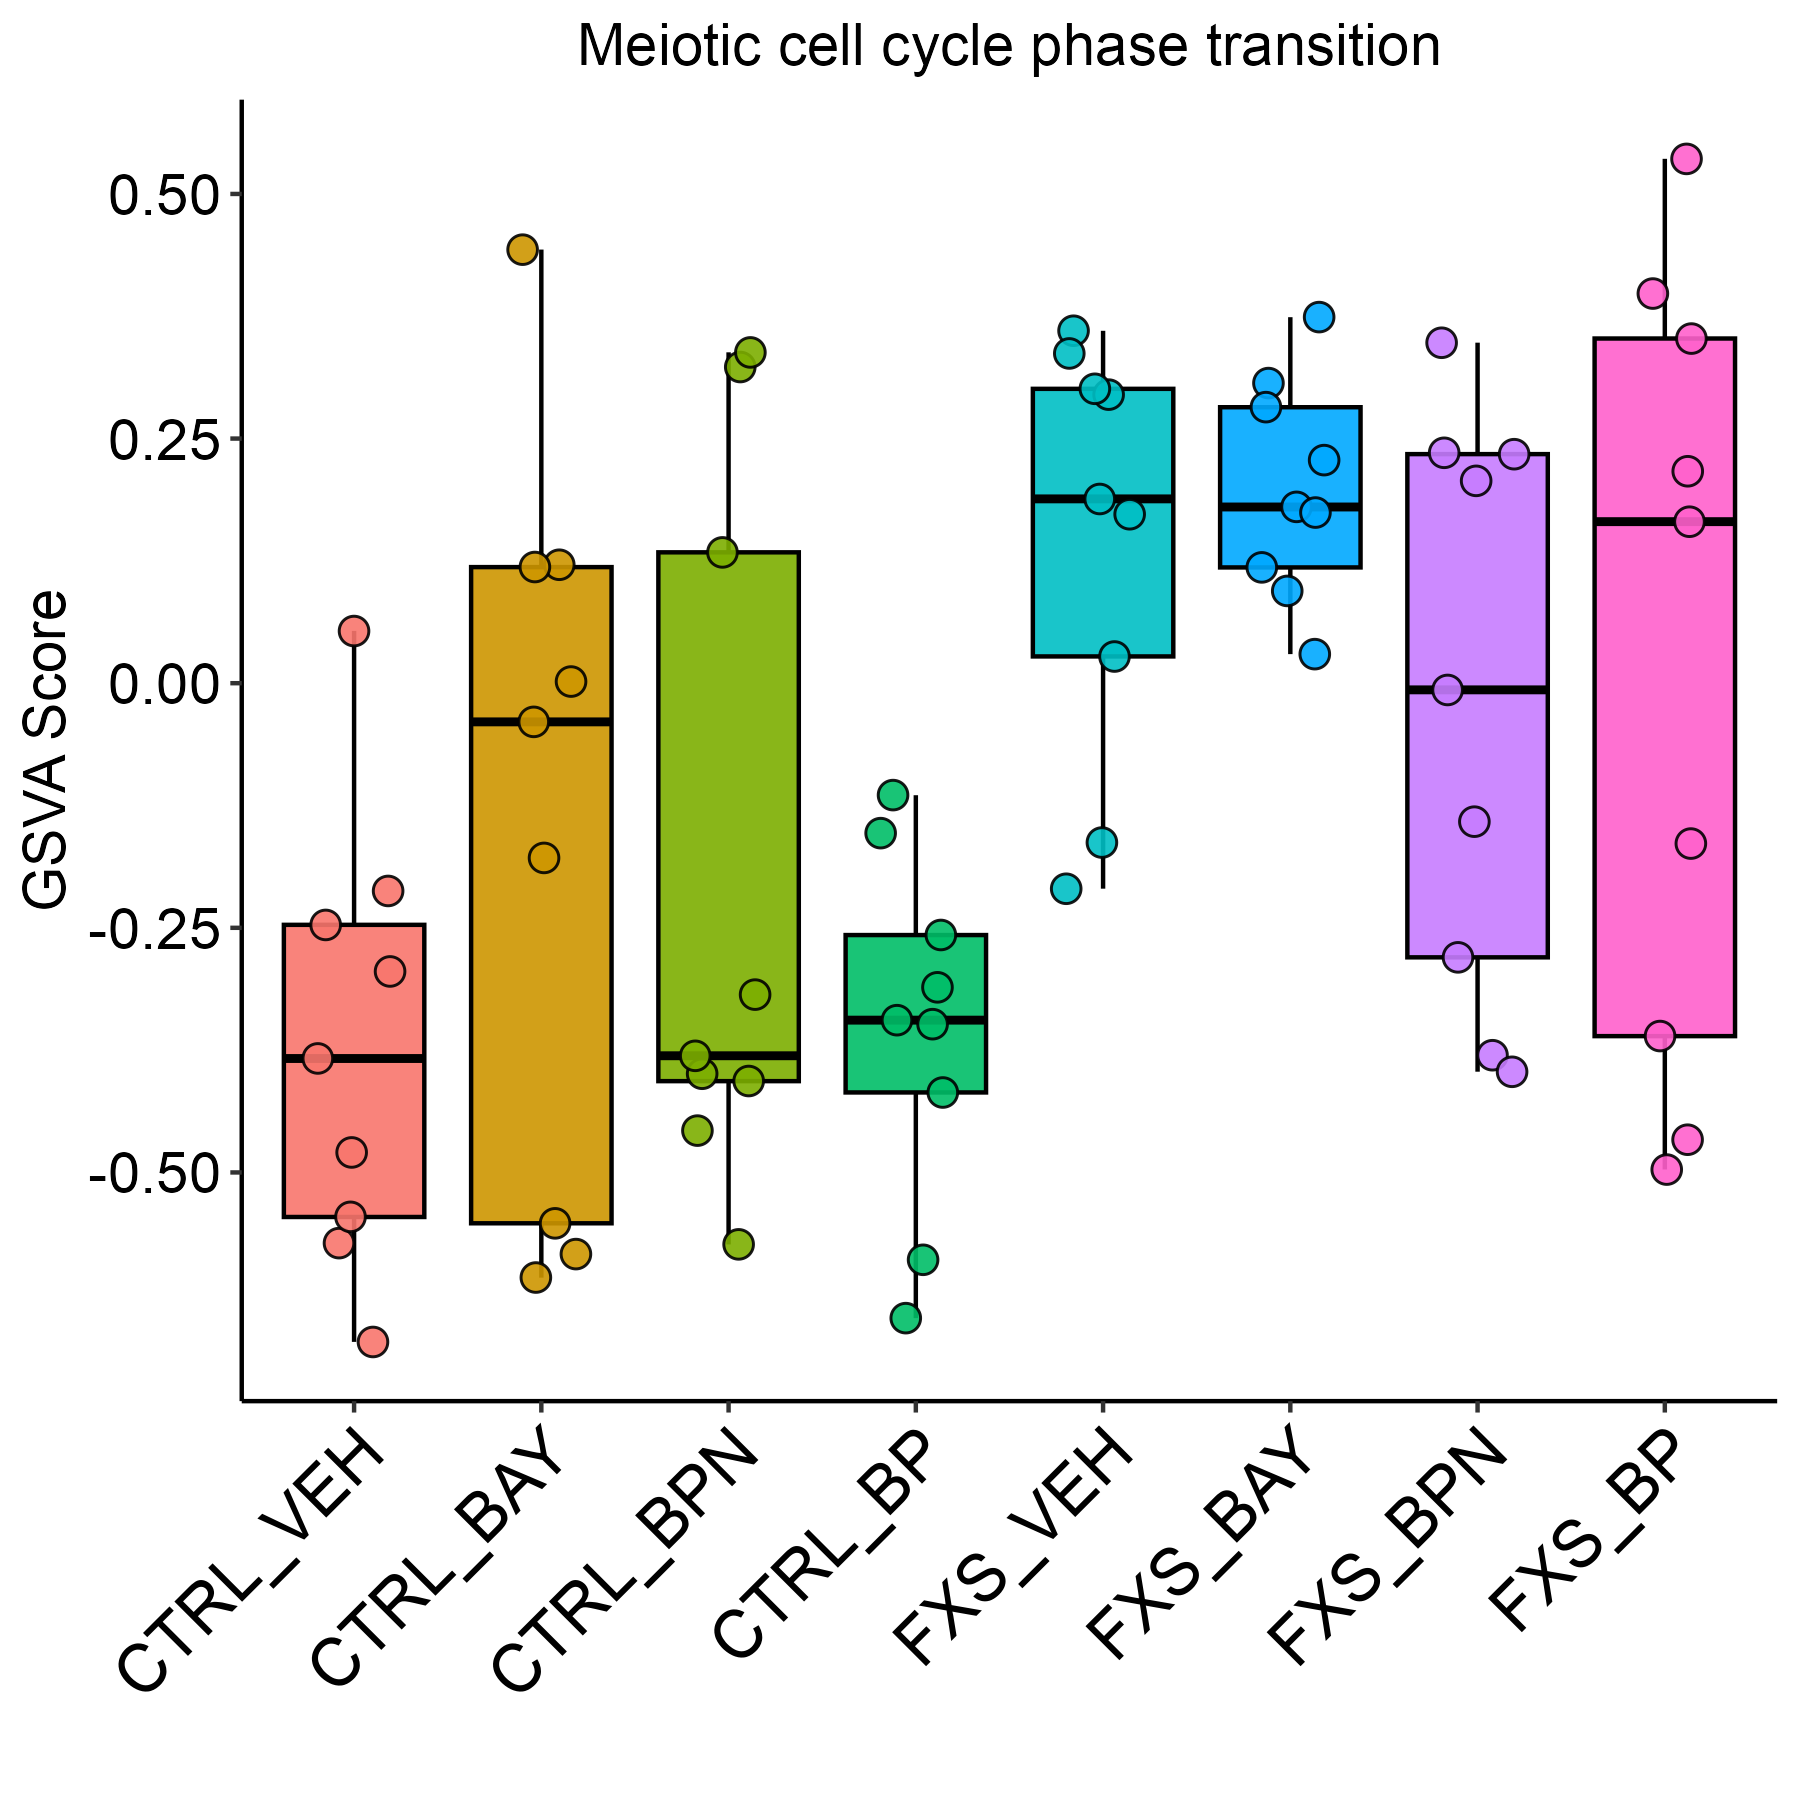 Meiotic cell cycle phase transition
GSVA Score
0.50
0.25
0.00
-0.25
-0.50
CTRL_VEH
CTRL_BAY
CTRL_BPN
CTRL_BP
FXS_VEH
FXS_BAY
FXS_BPN
FXS_BP